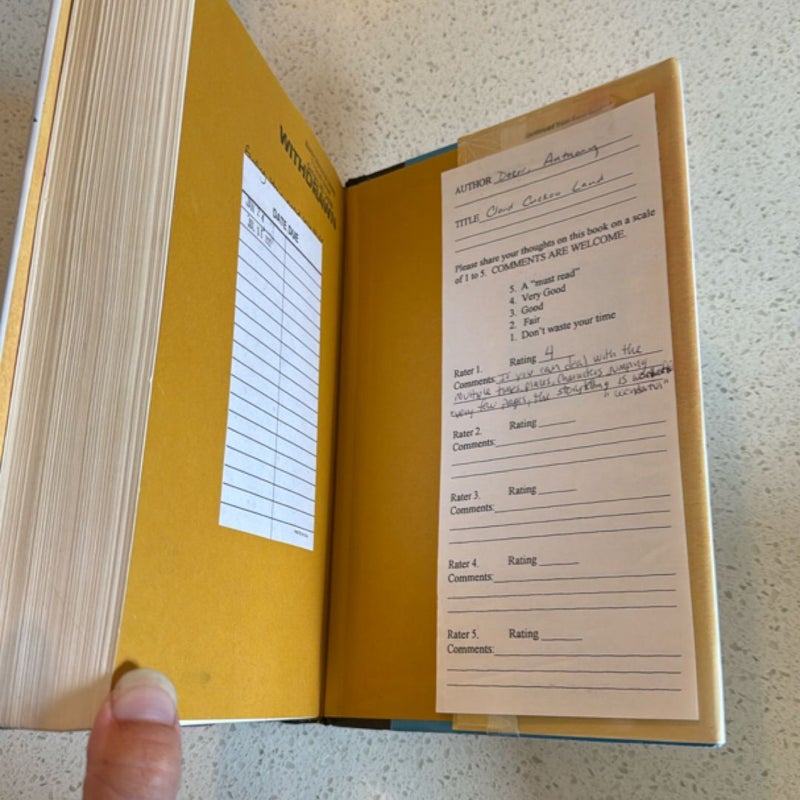 WITHDRAWN
DATE DUE
AUTHOR Doerr, Anthony
TITLE Cloud Cuckoo Land
Please share your thoughts on this book on a scale
of 1 to 5. COMMENTS ARE WELCOME.
5. A "must read"
4. Very Good
3. Good
2. Fair
1. Don't waste your time
Rater 1. Rating 4
Comments: If you can deal with the
multiple times, places, characters jumping
every few pages, the storytelling is
Rater 2. Rating
Comments:
Rater 3. Rating
Comments:
Rater 4. Rating
Comments:
Rater 5. Rating
Comments: